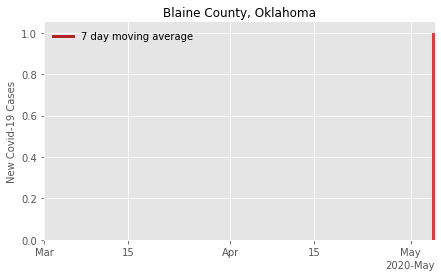 Blaine County, Oklahoma
7 day moving average
New Covid-19 Cases
1.0
0.8
0.6
0.4
0.2
0.0
Mar 15 Apr 15 May
2020-May